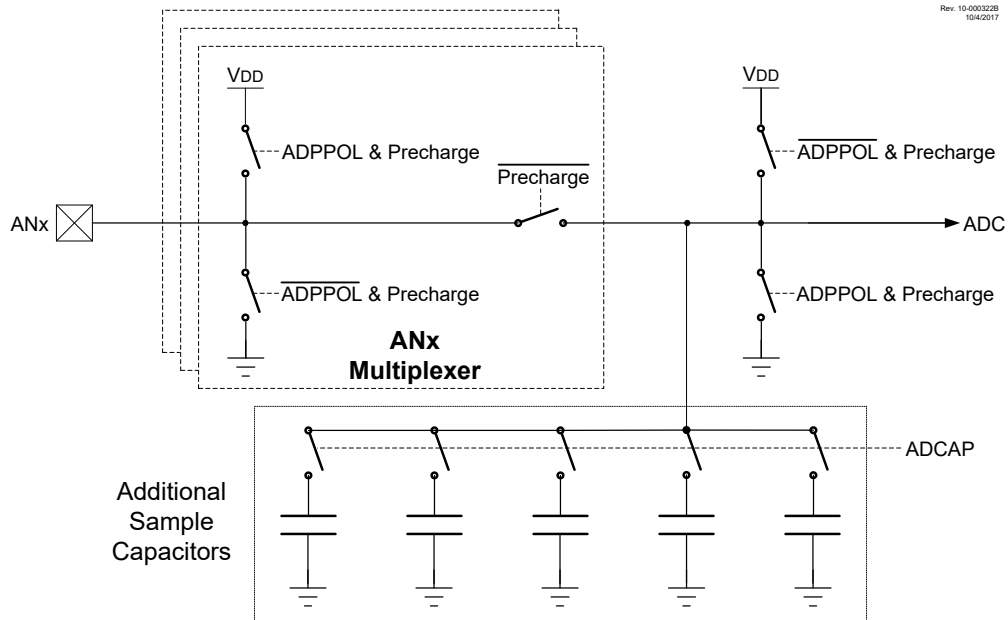 Rev. 10-000322B
10/4/2017
VDD
VDD
ADPPOL & Precharge
Precharge
ADPPOL & Precharge
ANx
ADC
ADPPOL & Precharge
ADPPOL & Precharge
ANx
Multiplexer
ADCAP
Additional
Sample
Capacitors